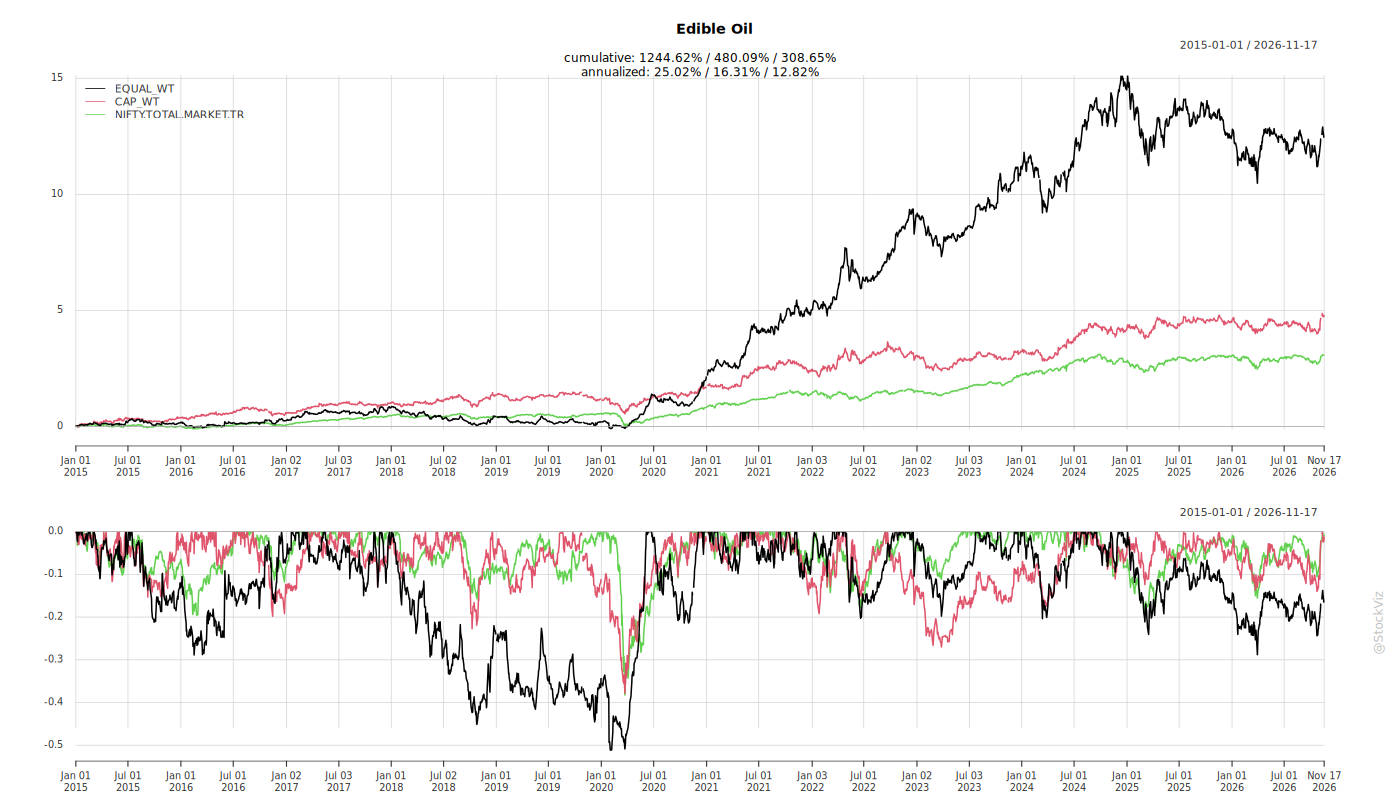 Edible Oil
2015-01-01 / 2026-11-17
cumulative: 1244.62% / 480.09% / 308.65%
annualized: 25.02% / 16.31% / 12.82%
EQUAL_WT
CAP_WT
NIFTY.TOTAL.MARKET.TR
15
10
5
0
Jan 01 Jul 01 Jan 01 Jul 01 Jan 02 Jul 03 Jan 01 Jul 02 Jan 01 Jul 01 Jan 01 Jul 01 Jan 01 Jul 01 Jan 03 Jul 01 Jan 02 Jul 03 Jan 01 Jul 01 Jan 01 Jul 01 Jan 01 Jul 01 Nov 17
2015 2015 2016 2016 2017 2017 2018 2018 2019 2019 2020 2020 2021 2021 2022 2022 2023 2023 2024 2024 2025 2025 2026 2026 2026
2015-01-01 / 2026-11-17
0.0
-0.1
-0.2
-0.3
-0.4
-0.5
Jan 01 Jul 01 Jan 01 Jul 01 Jan 02 Jul 03 Jan 01 Jul 02 Jan 01 Jul 01 Jan 01 Jul 01 Jan 01 Jul 01 Jan 03 Jul 01 Jan 02 Jul 03 Jan 01 Jul 01 Jan 01 Jul 01 Jan 01 Jul 01 Nov 17
2015 2015 2016 2016 2017 2017 2018 2018 2019 2019 2020 2020 2021 2021 2022 2022 2023 2023 2024 2024 2025 2025 2026 2026 2026
@StockViz